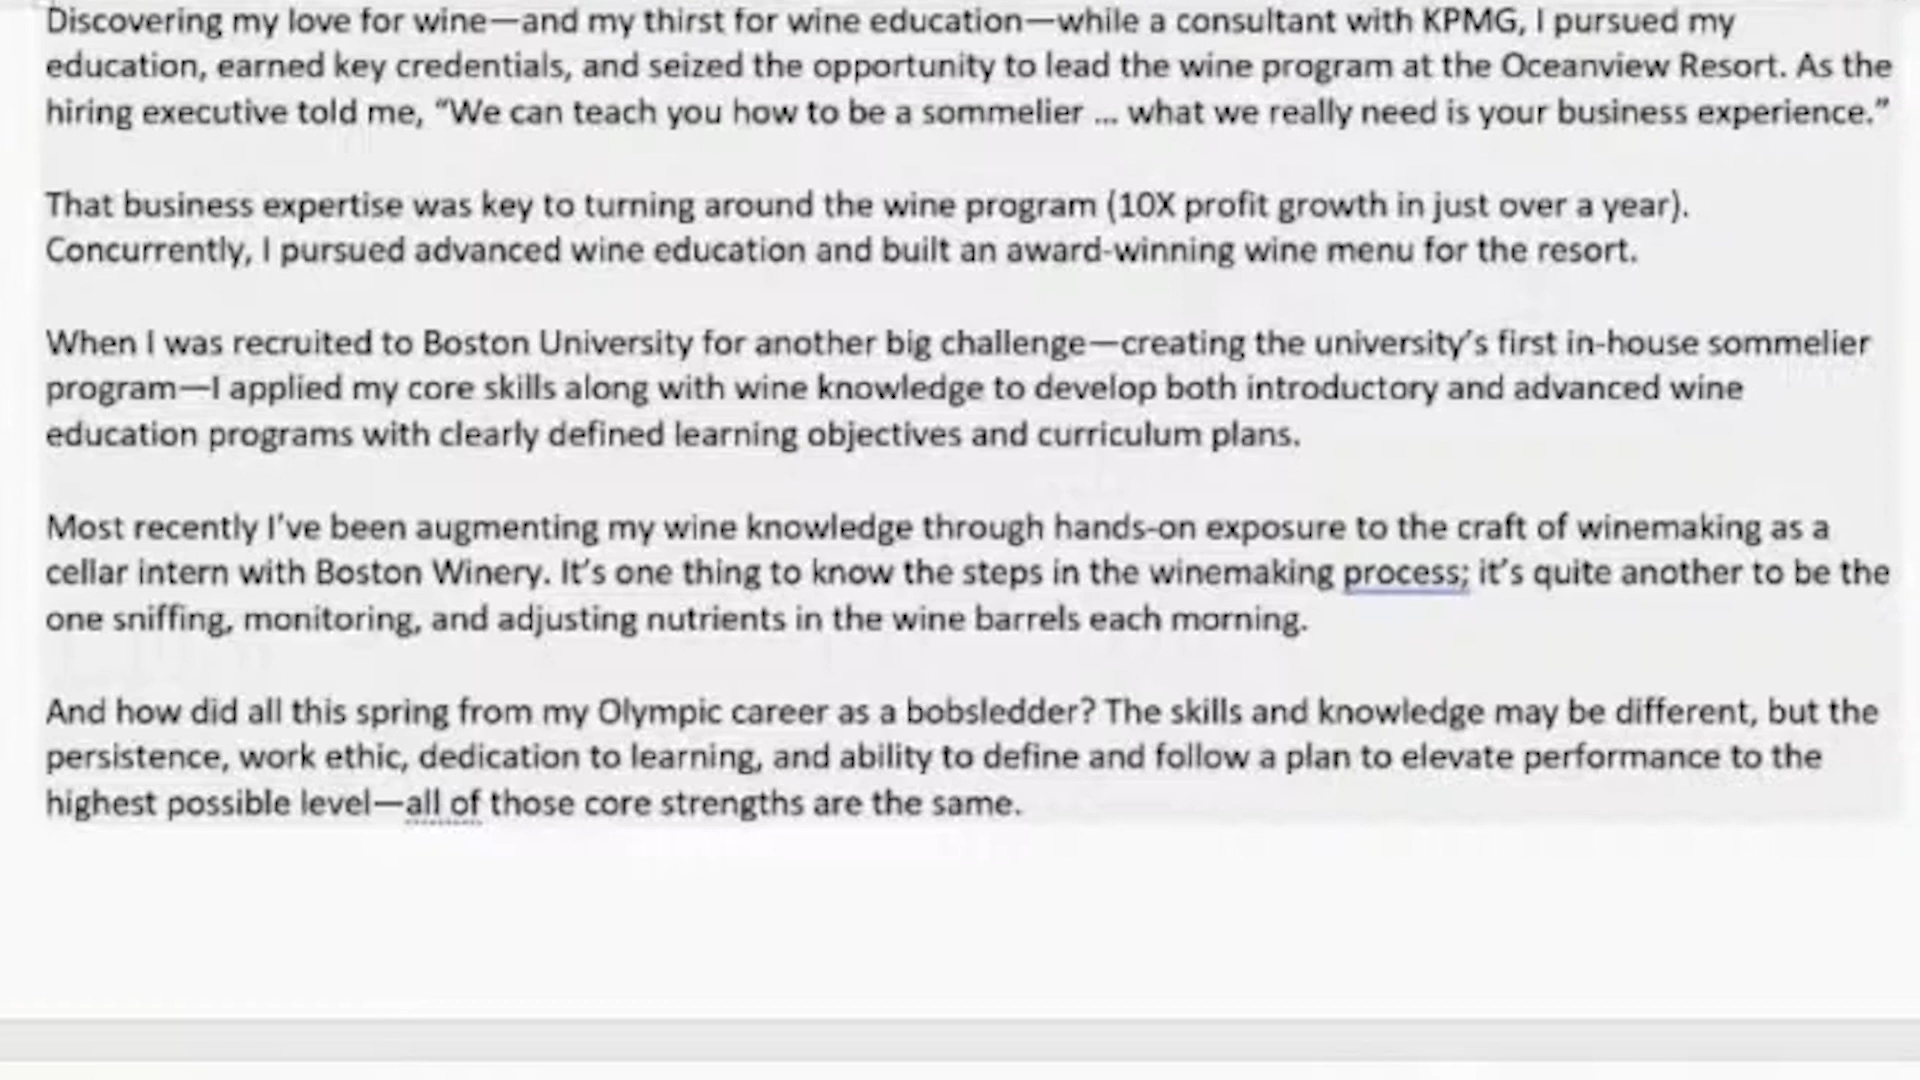 Discovering my love for wine—and my thirst for wine education—while a consultant with KPMG, I pursued my
education, earned key credentials, and seized the opportunity to lead the wine program at the Oceanview Resort. As the
hiring executive told me, “We can teach you how to be a sommelier ... what we really need is your business experience.”
That business expertise was key to turning around the wine program (10X profit growth in just over a year).
Concurrently, I pursued advanced wine education and built an award-winning wine menu for the resort.
When I was recruited to Boston University for another big challenge—creating the university’s first in-house sommelier
program—I applied my core skills along with wine knowledge to develop both introductory and advanced wine
education programs with clearly defined learning objectives and curriculum plans.
Most recently I’ve been augmenting my wine knowledge through hands-on exposure to the craft of winemaking as a
cellar intern with Boston Winery. It’s one thing to know the steps in the winemaking process; it’s quite another to be the
one sniffing, monitoring, and adjusting nutrients in the wine barrels each morning.
And how did all this spring from my Olympic career as a bobsledder? The skills and knowledge may be different, but the
persistence, work ethic, dedication to learning, and ability to define and follow a plan to elevate performance to the
highest possible level—all of those core strengths are the same.